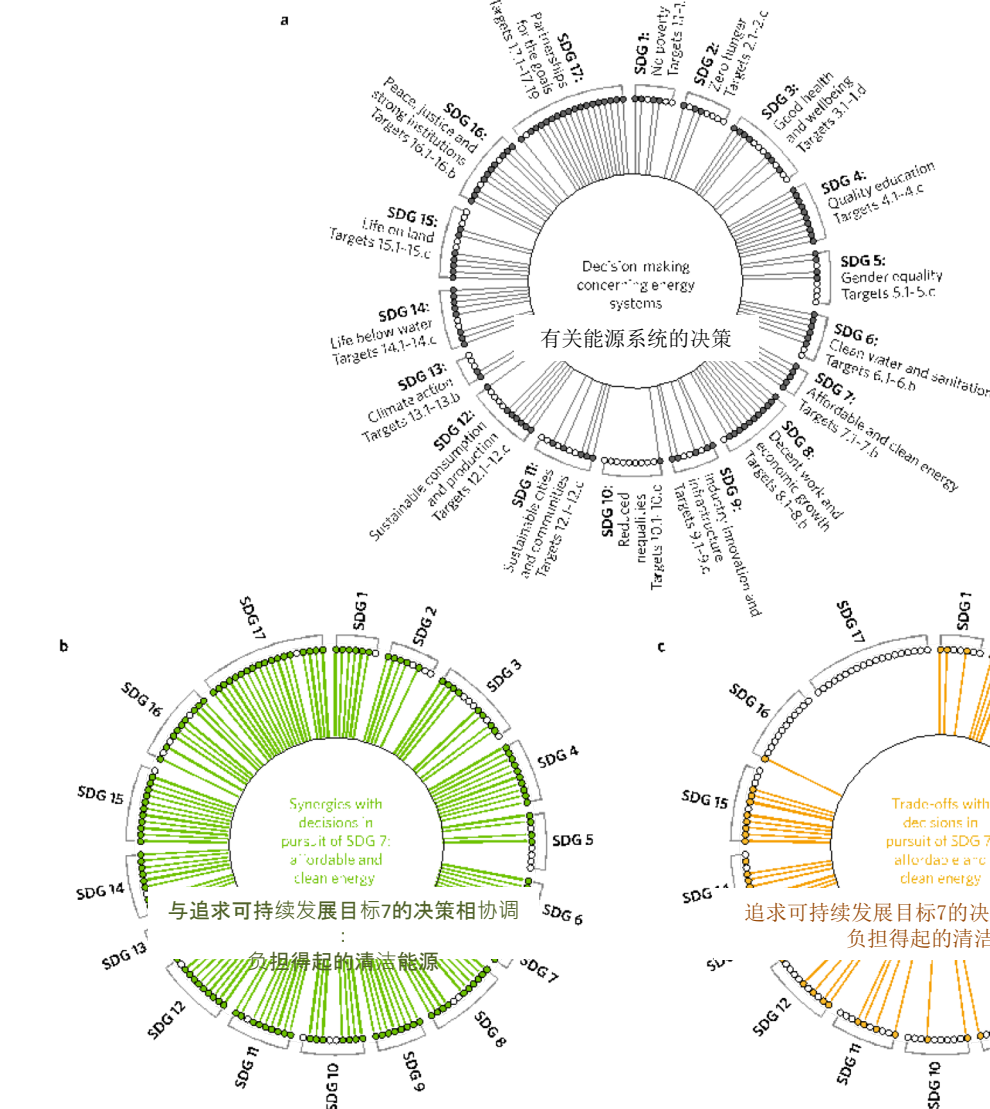 a
SDG 1:
No poverty
Targets 1.1-1.
SDG 2:
Zero hunger
Targets 2.1-2.c
SDG 3:
Good health
and wellbeing
Targets 3.1-1.d
SDG 4:
Quality education
Targets 4.1-4.c
SDG 5:
Gender equality
Targets 5.1-5.c
SDG 6:
Clean water and sanitation
Targets 6.1-6.b
SDG 7:
Affordable and clean energy
Targets 7.1-7.b
SDG 8:
Decent work and
economic growth
Targets 8.1-8.b
SDG 9:
industry innovation and
infrastructure
Targets 9.1-9.c
SDG 10:
Reduced
inequalities
Targets 10.1-10.c
SDG 11:
Sustainable cities
and communities
Targets 12.1-12.c
SDG 12:
Sustainable consumption
and production
Targets 12.1-12.c
SDG 13:
Climate action
Targets 13.1-13.b
SDG 14:
Life below water
Targets 14.1-14.c
SDG 15:
Life on land
Targets 15.1-15.c
SDG 16:
Peace, justice and
strong institutions
Targets 16.1-16.b
SDG 17:
Partnerships
for the goals
Targets 17.1-17.19
Decision making
concerning energy
systems
有关能源系统的决策
b
SDG 1
SDG 2
SDG 3
SDG 4
SDG 5
SDG 6
SDG 7
SDG 8
SDG 9
SDG 10
SDG 11
SDG 12
SDG 13
SDG 14
SDG 15
SDG 16
SDG 17
Synergies with
decisions in
pursuit of SDG 7:
affordable and
clean energy
与追求可持续发展目标7的决策相协调
:
负担得起的清洁能源
c
SDG 1
SDG 10
SDG 11
SDG 12
SDG 15
SDG 16
SDG 17
Trade-offs with
decisions in
pursuit of SDG 7
affordable and
clean energy
追求可持续发展目标7的决
负担得起的清洁